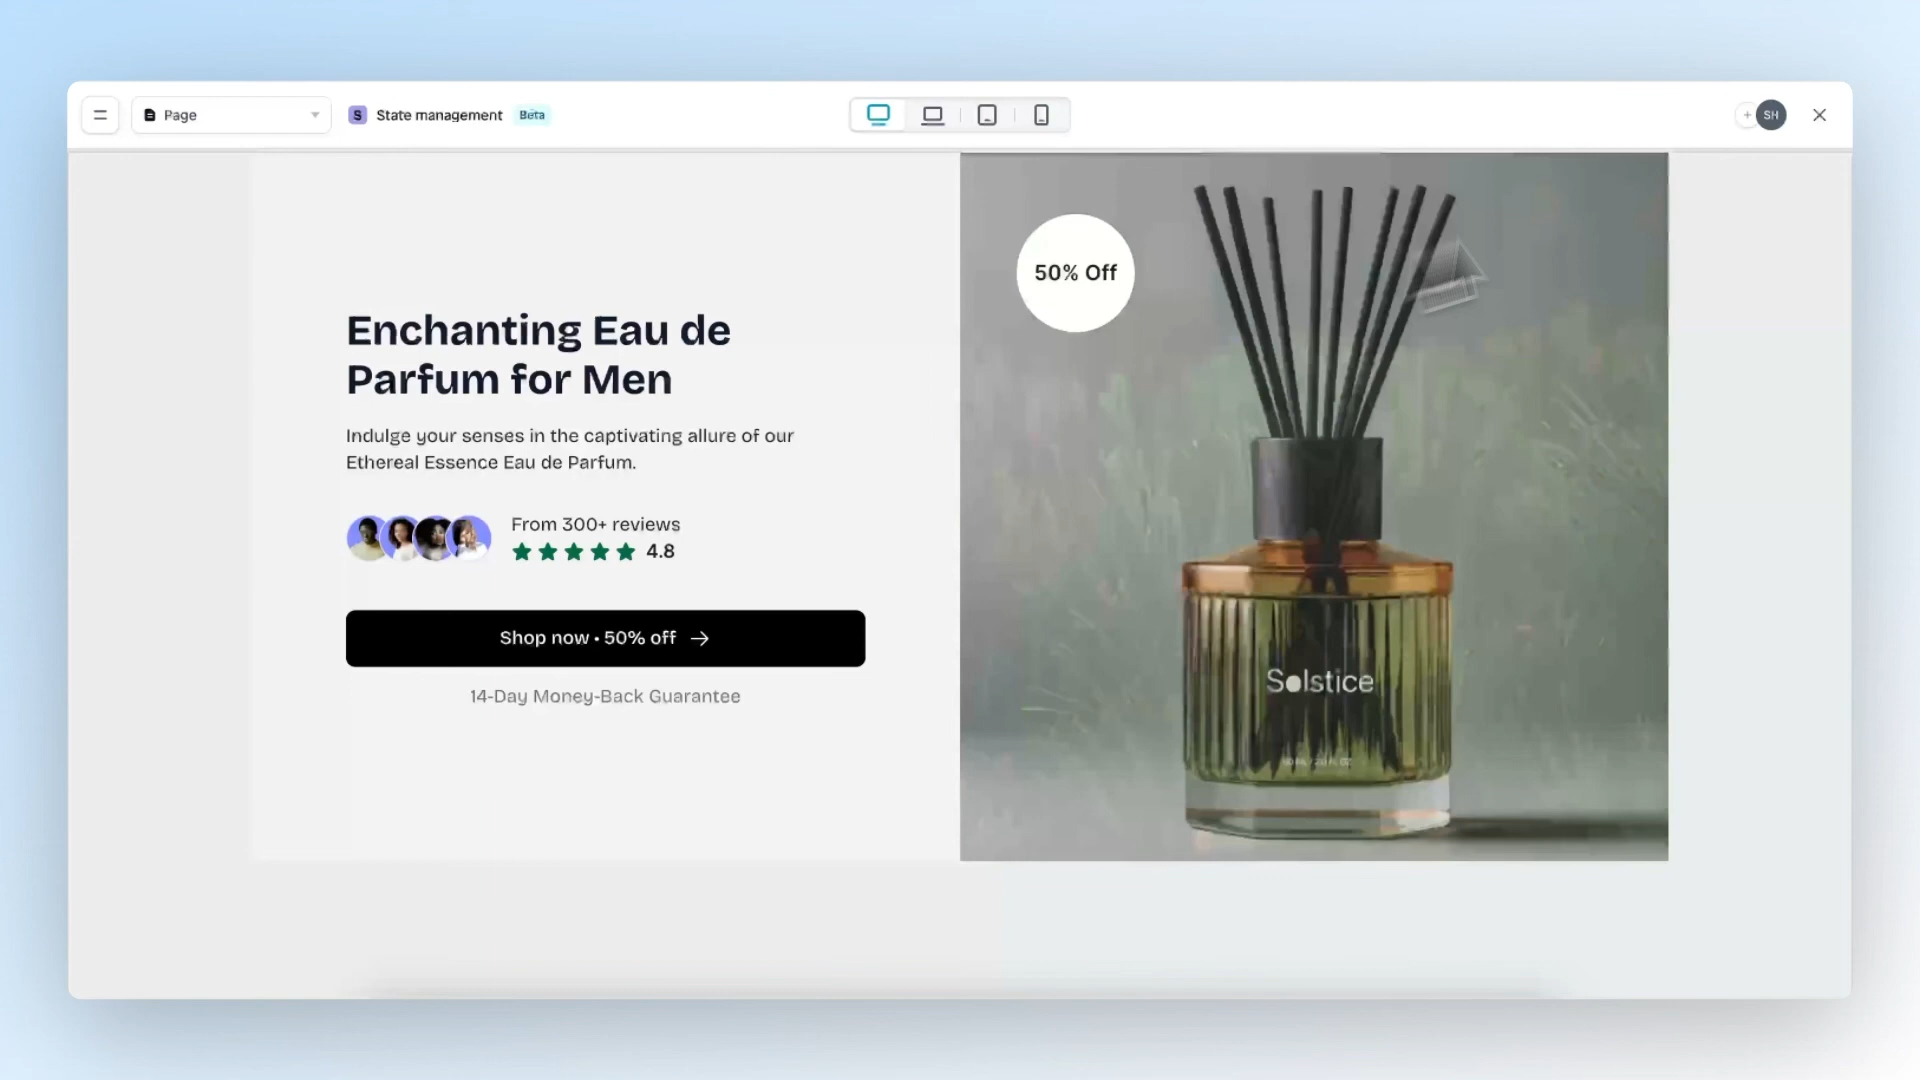 Page
S State management Beta
+ SH
50% Off
Enchanting Eau de
Parfum for Men
Indulge your senses in the captivating allure of our
Ethereal Essence Eau de Parfum.
From 300+ reviews
4.8
Shop now • 50% off →
14-Day Money-Back Guarantee
Solstice